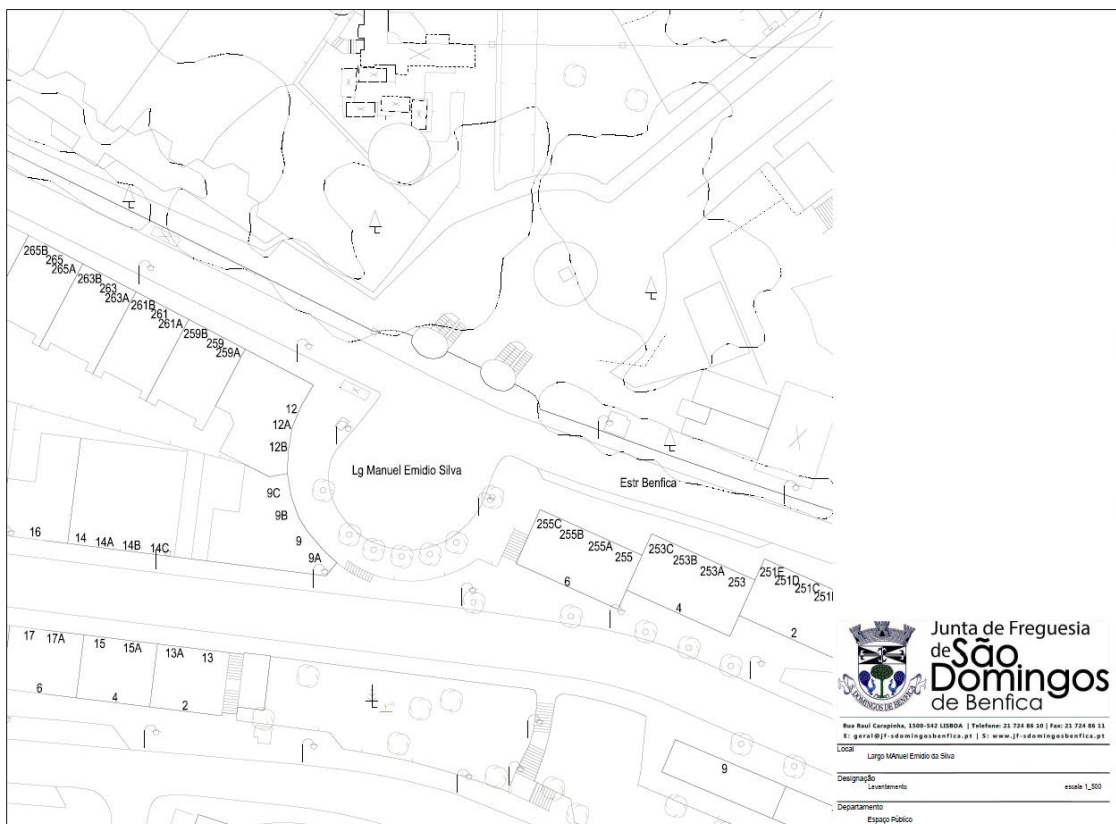 265B
265
265A
263B
263
263A
261B
261
261A
259B
259
259A
12
12A
12B
Lg Manuel Emidio Silva
Estr Benfica
9C
9B
9
9A
16
14
14A
14B
14C
255C
255B
255A
255
253C
253B
253A
253
251E
251D
251C
6
4
2
17
17A
15
15A
13A
13
6
4
2
9
Junta de Freguesia
de São
Domingos
de Benfica
DOMINGOS DE BENFICA
Rua Raul Carapinha, 1500-542 LISBOA | Telefone: 21 724 86 10 | Fax: 21 724 86 11
E: geral@jf-sdomingosbenfica.pt | S: www.jf-sdomingosbenfica.pt
Local
Largo MAnuel Emidio da Silva
Designação
Levantamento escala 1_500
Departamento
Espaço Público